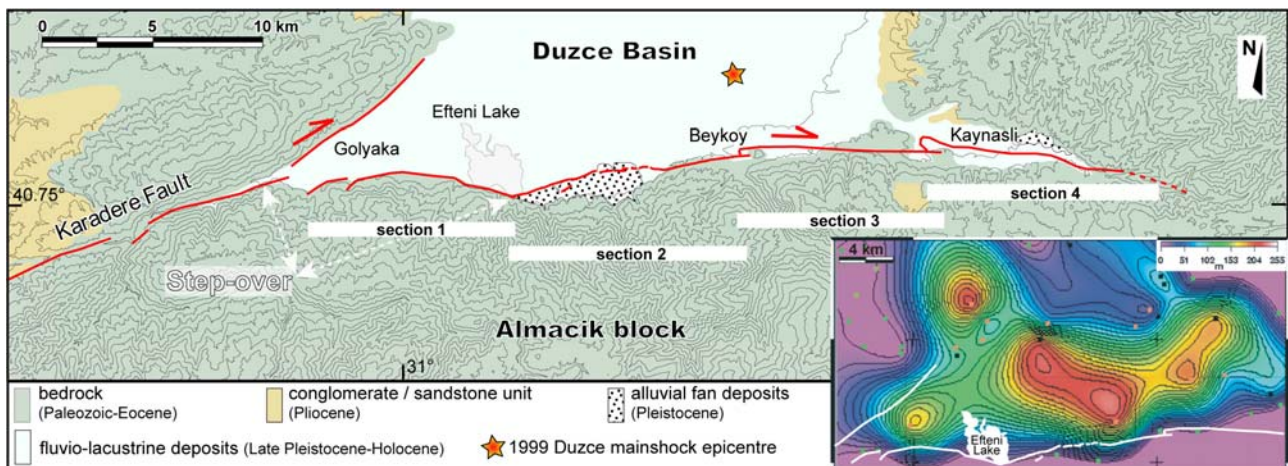 0 5 10 km
Duzce Basin
N
Efteni Lake
Beykoy
Kaynasli
Golyaka
40.75°
Karadere Fault
section 4
section 1
section 3
section 2
Step-over
4 km
0 51 102 153 204 255
m
Almacik block
31°
bedrock
(Paleozoic-Eocene)
conglomerate / sandstone unit
(Pliocene)
alluvial fan deposits
(Pleistocene)
fluvio-lacustrine deposits (Late Pleistocene-Holocene)
1999 Duzce mainshock epicentre
Efteni
Lake